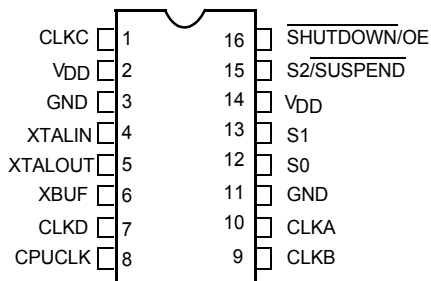 CLKC 1 16 SHUTDOWN/OE
VDD 2 15 S2/SUSPEND
GND 3 14 VDD
XTALIN 4 13 S1
XTALOUT 5 12 S0
XBUF 6 11 GND
CLKD 7 10 CLKA
CPUCLK 8 9 CLKB